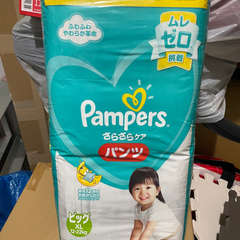 ふわふわ
やわらか革命
ムレ
ゼロ
挑戦
Pampers
さらさらケア
パンツ
ビッグ
XL
12-22kg